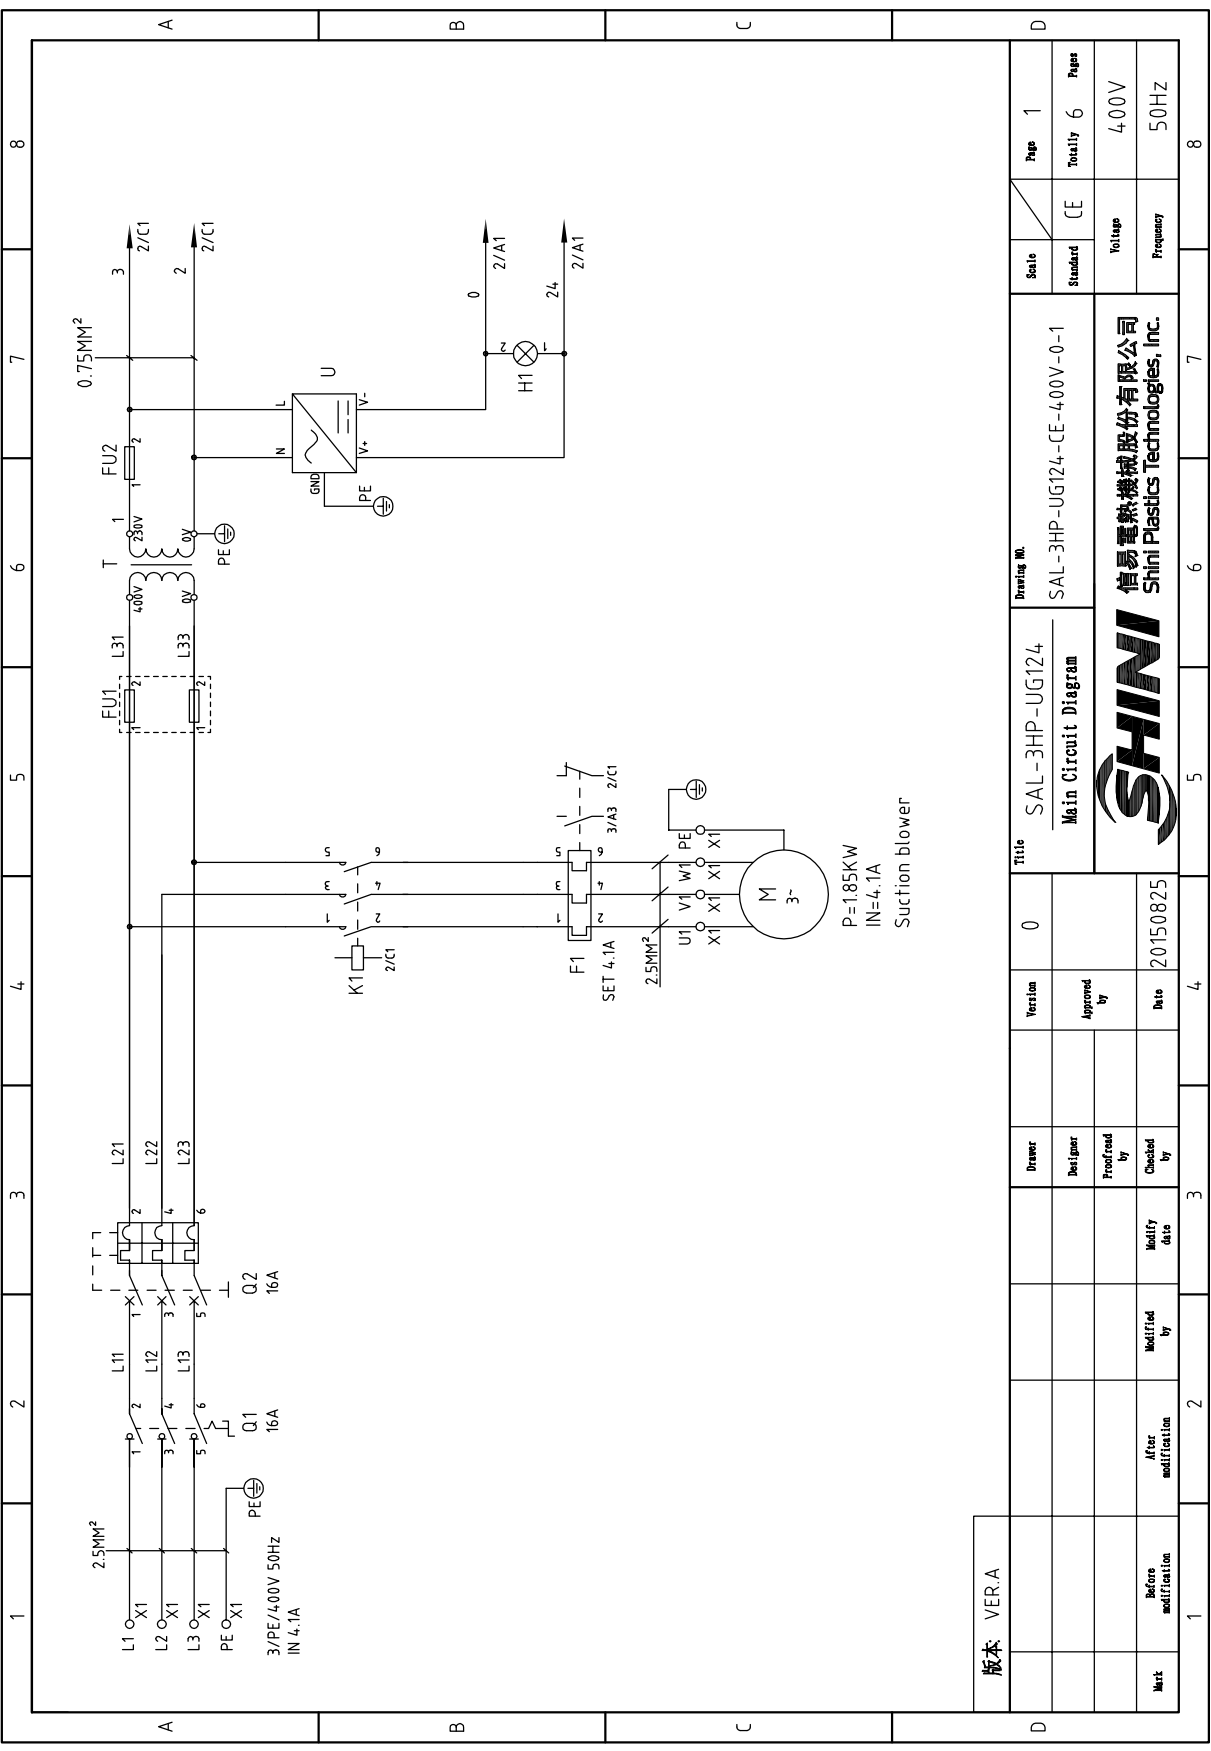 1 2 3 4 5 6 7 8
A
B
C
D
L1 X1
L2 X1
L3 X1
PE X1
2.5MM²
PE
3/PE/400V 50Hz
IN 4.1A
1 2
3 4
5 6
Q1
16A
L11
L12
L13
1 2
3 4
5 6
Q2
16A
L21
L22
L23
FU1
1 2
1 2
L31
L33
T
400V 230V
0V 0V
1
PE
FU2
1 2
0.75MM²
3
2/C1
2
2/C1
K1
2/C1
1 2
3 4
5 6
F1
SET 4.1A
1 2
3 4
5 6
3/A3
2/C1
2.5MM²
U1 V1 W1 PE
X1 X1 X1 X1
M
3~
P=1.85KW
IN=4.1A
Suction blower
N L
U
GND
PE
V+ V-
H1
2
1
0
2/A1
24
2/A1
版本: VER.A
Mark
Before modification
After modification
Modified by
Modify date
Drawer
Designer
Proofread by
Checked by
Version 0
Approved by
Date 20150825
Title
SAL-3HP-UG124
Main Circuit Diagram
Drawing NO.
SAL-3HP-UG124-CE-400V-0-1
Scale
Page 1
Standard CE
Totally 6 Pages
Voltage 400V
Frequency 50Hz
SHINI
信易電熱機械股份有限公司
Shini Plastics Technologies, Inc.
A
B
C
D
1 2 3 4 5 6 7 8